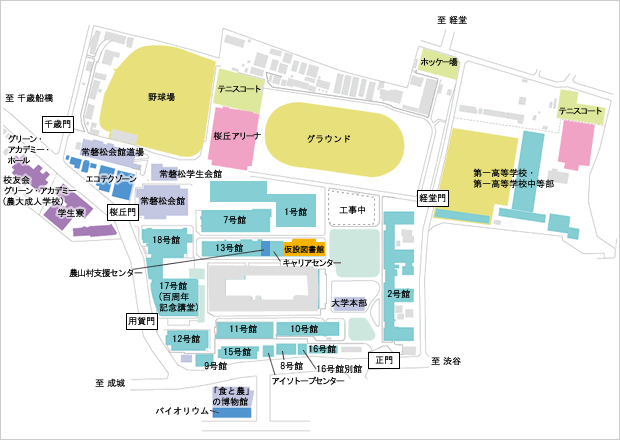 至 経堂
ホッケー場
至 千歳船橋
野球場
テニスコート
テニスコート
千歳門
桜丘アリーナ
グラウンド
グリーン・
アカデミー・
ホール
常磐松会館道場
エコテクゾーン
常磐松学生会館
第一高等学校・
第一高等学校中等部
校友会
グリーン・アカデミー
(農大成人学校)
学生寮
桜丘門
常磐松会館
経堂門
7号館
1号館
工事中
18号館
13号館
仮設図書館
農山村支援センター
キャリアセンター
17号館
(百周年
記念講堂)
2号館
大学本部
用賀門
12号館
11号館
10号館
15号館
16号館
正門
至 渋谷
9号館
8号館
16号館別館
アイソトープセンター
至 成城
「食と農」
の博物館
バイオリウム